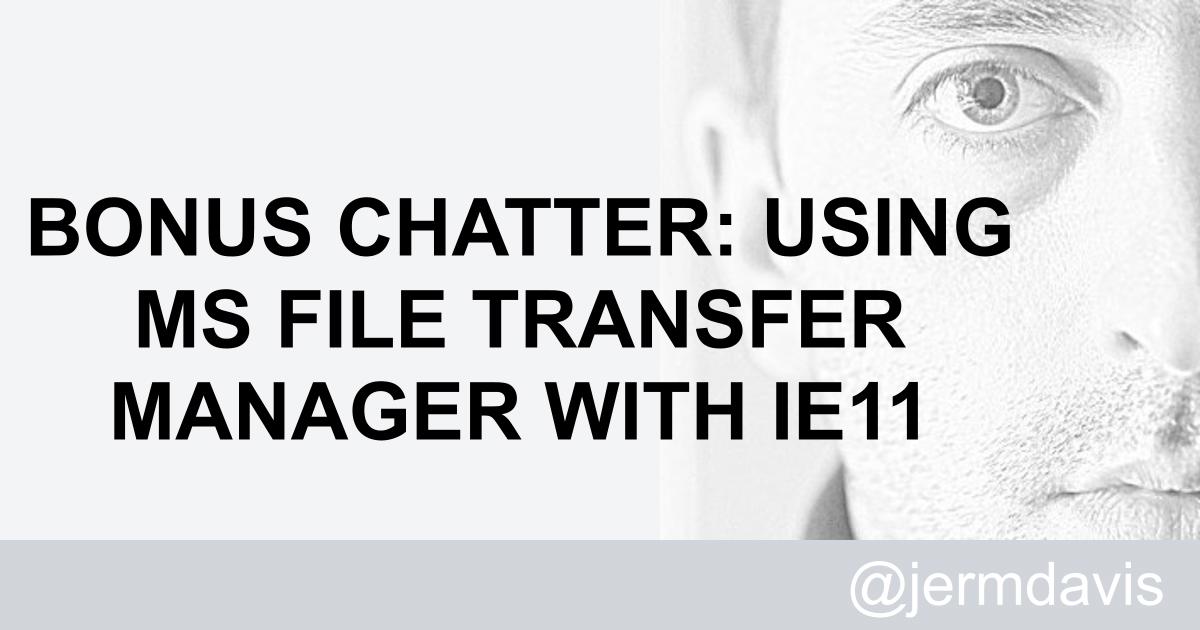 BONUS CHATTER: USING
MS FILE TRANSFER
MANAGER WITH IE11
@jermdavis